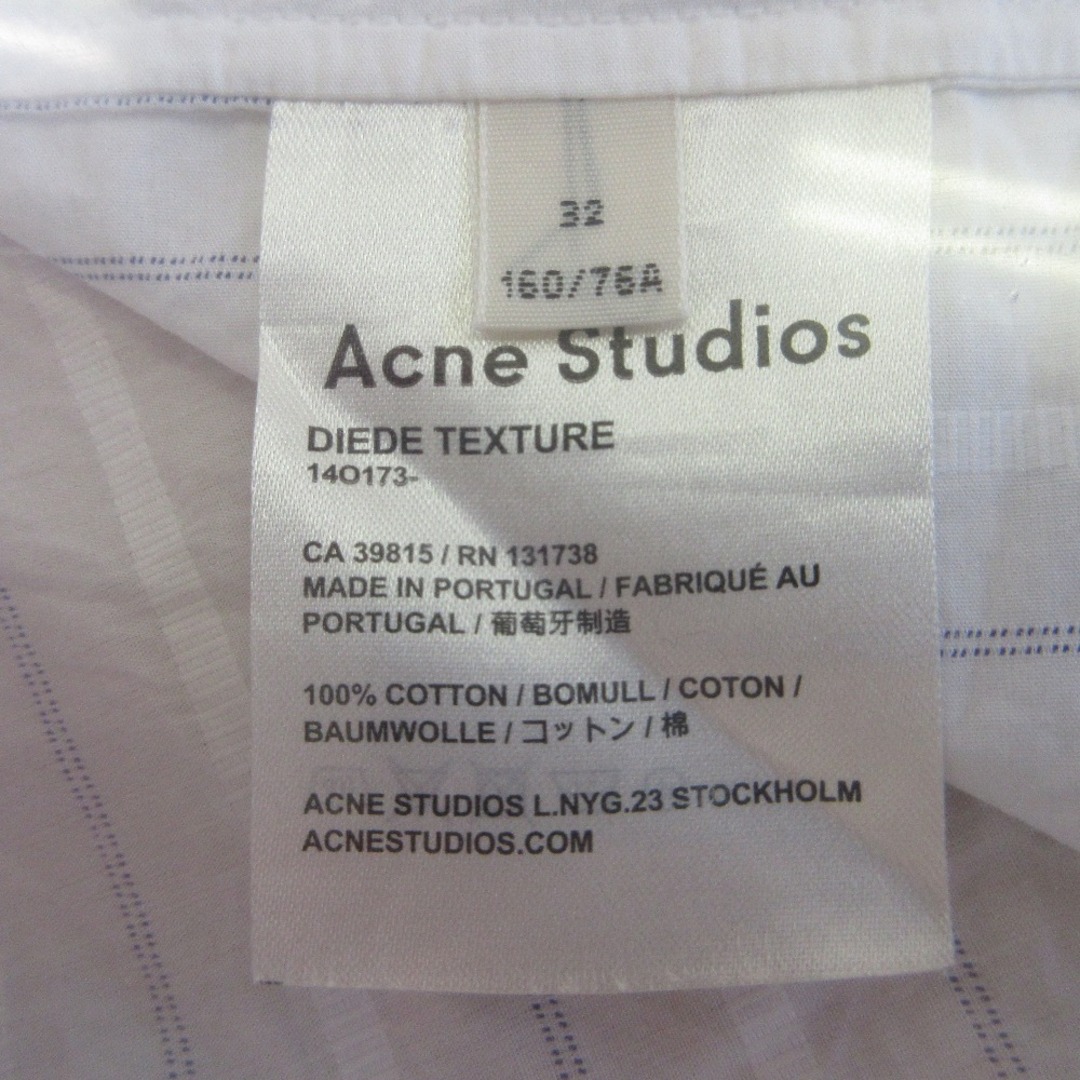 32
160/76A
Acne Studios
DIEDE TEXTURE
14O173-
CA 39815 / RN 131738
MADE IN PORTUGAL / FABRIQUÉ AU
PORTUGAL / 葡萄牙制造
100% COTTON / BOMULL / COTON /
BAUMWOLLE / コットン / 棉
ACNE STUDIOS L.NYG.23 STOCKHOLM
ACNESTUDIOS.COM